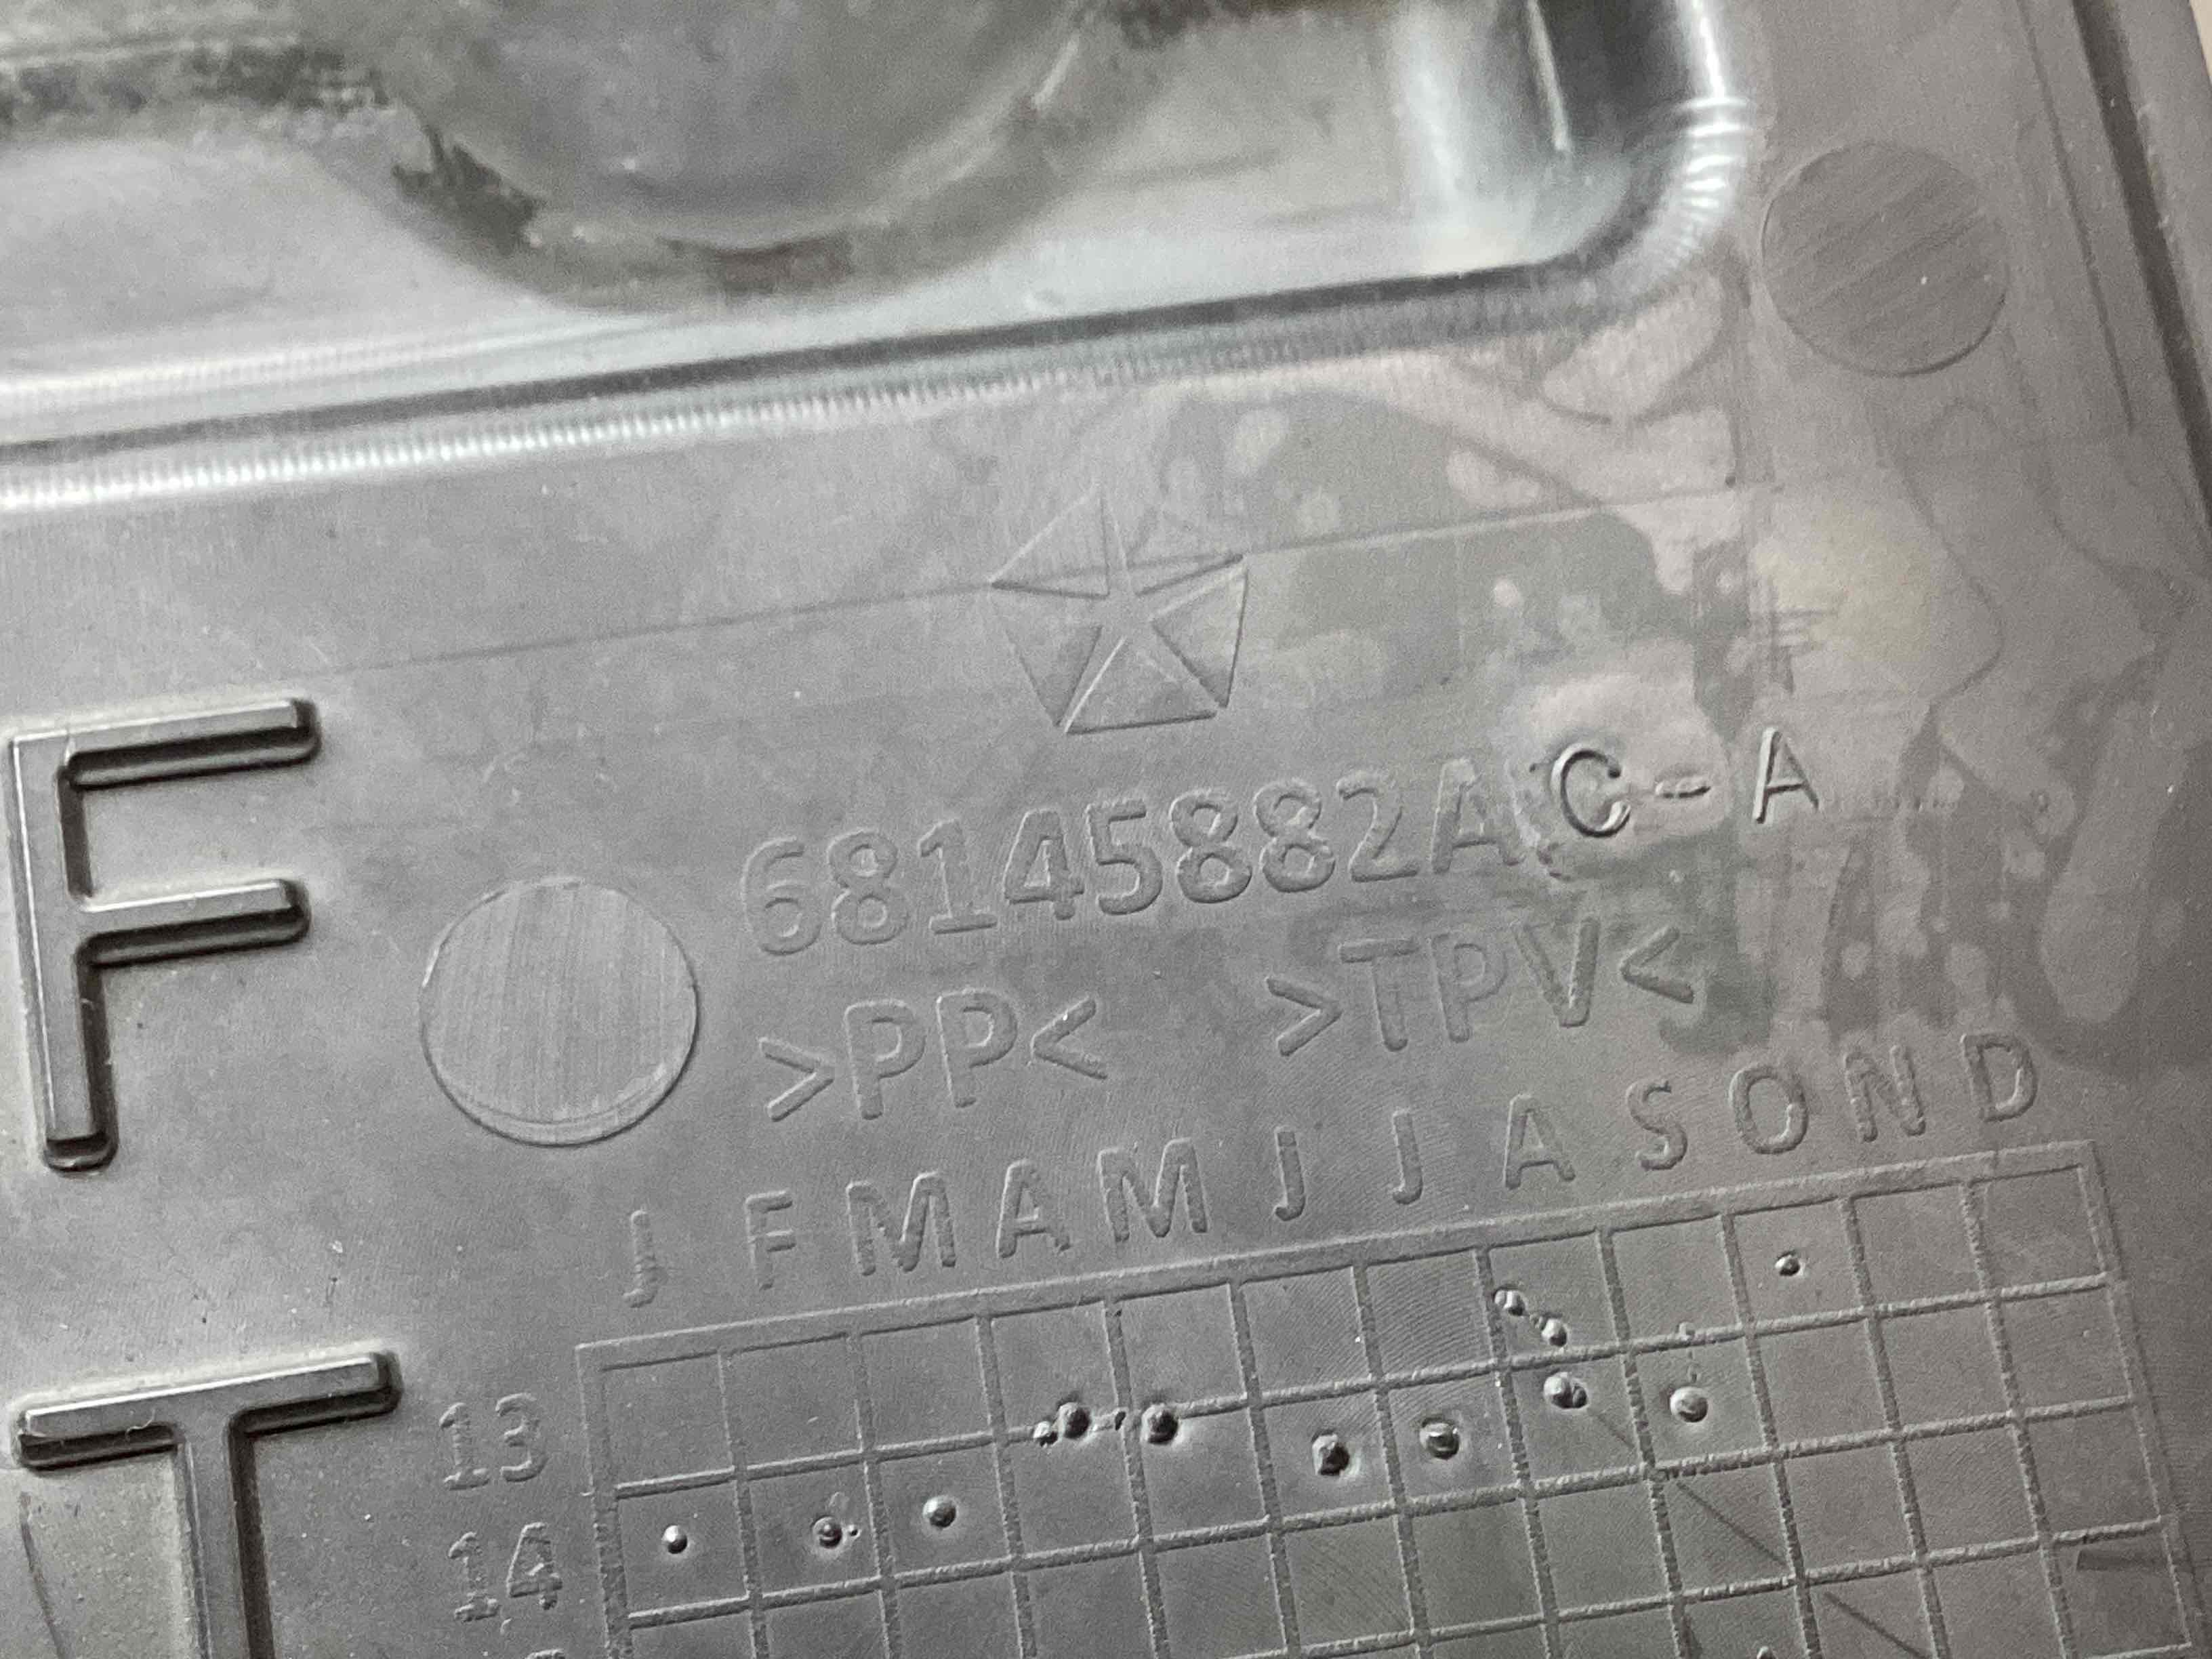 F
68145882AC-A
>PP< >TPV<
J F M A M J J A S O N D
13
T
14